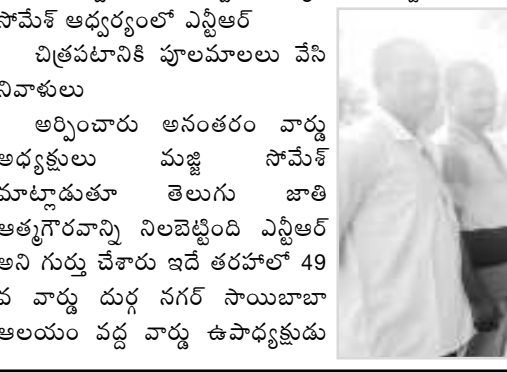 సోమేశ్ ఆధ్వర్యంలో ఎన్టీఆర్
చిత్రపటానికి పూలమాలలు వేసి
నివాళులు
అర్పించారు అనంతరం వార్డు
అధ్యక్షులు మజ్జి సోమేశ్
మాట్లాడుతూ తెలుగు జాతి
ఆత్మగౌరవాన్ని నిలబెట్టింది ఎన్టీఆర్
అని గుర్తు చేశారు ఇదే తరహాలో 49
వ వార్డు దుర్గ నగర్ సాయిబాబా
ఆలయం వద్ద వార్డు ఉపాధ్యక్షుడు